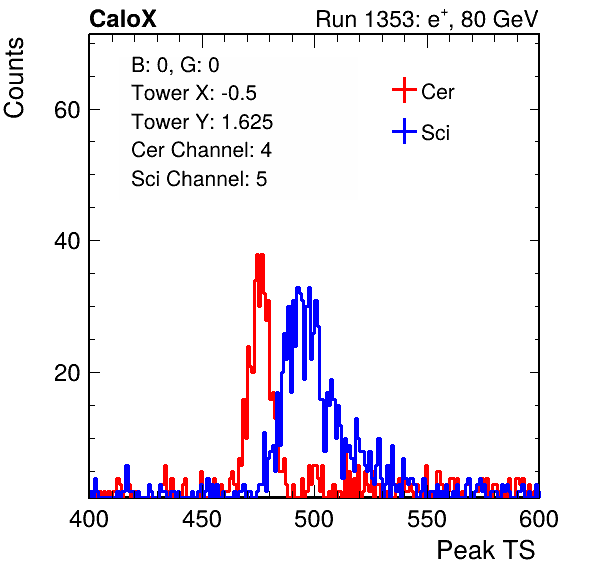 CaloX Run 1353: e+, 80 GeV
Counts
B: 0, G: 0
Tower X: -0.5
Tower Y: 1.625
Cer Channel: 4
Sci Channel: 5
Cer
Sci
60
40
20
400 450 500 550 600
Peak TS